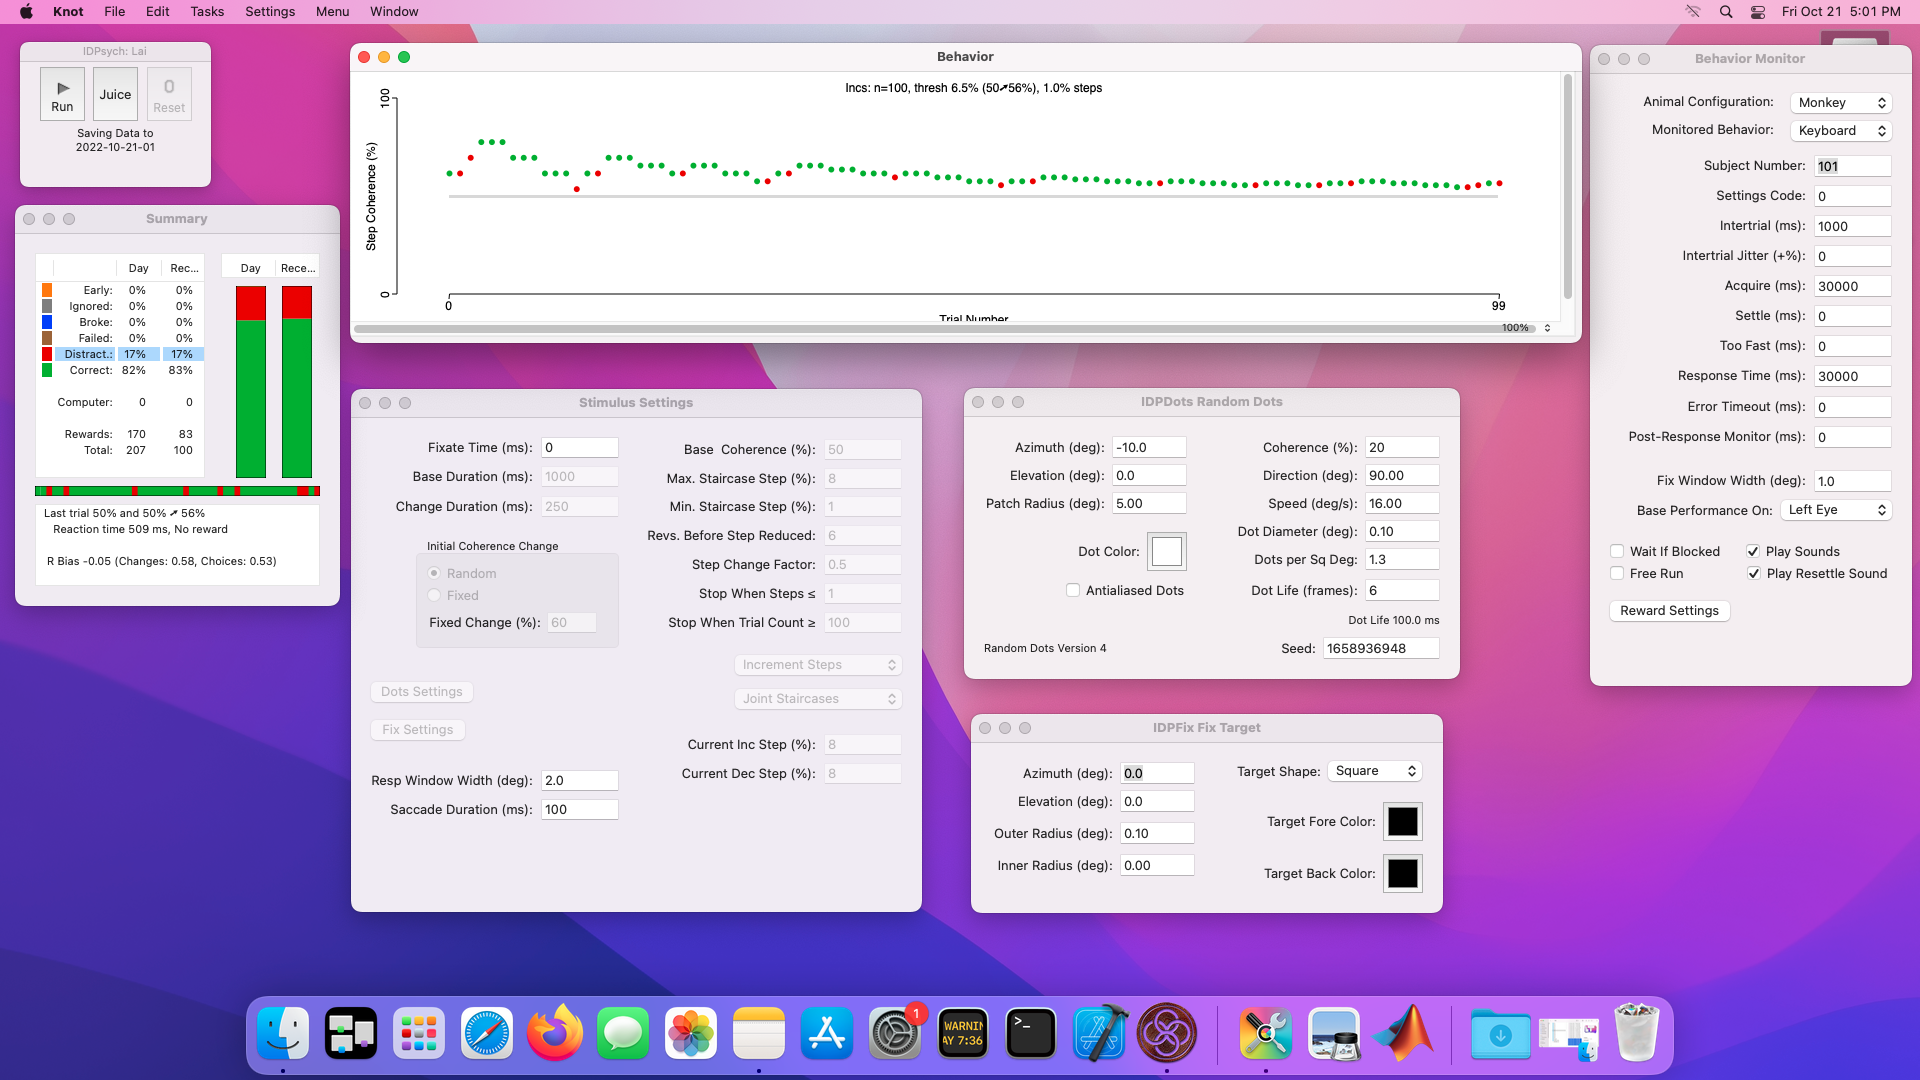 Knot File Edit Tasks Settings Menu Window Fri Oct 21 5:01 PM
IDPsych: Lai
Run Juice 0 Reset
Saving Data to
2022-10-21-01
Summary
Day Rec...
Early: 0% 0%
Ignored: 0% 0%
Broke: 0% 0%
Failed: 0% 0%
Distract.: 17% 17%
Correct: 82% 83%
Computer: 0 0
Rewards: 170 83
Total: 207 100
Day Rece...
Last trial 50% and 50% ➚ 56%
Reaction time 509 ms, No reward
R Bias -0.05 (Changes: 0.58, Choices: 0.53)
Behavior
Incs: n=100, thresh 6.5% (50➚56%), 1.0% steps
Step Coherence (%)
100
0
0 99
Trial Number
100%
Stimulus Settings
Fixate Time (ms): 0
Base Duration (ms): 1000
Change Duration (ms): 250
Initial Coherence Change
Random
Fixed
Fixed Change (%): 60
Dots Settings
Fix Settings
Resp Window Width (deg): 2.0
Saccade Duration (ms): 100
Base Coherence (%): 50
Max. Staircase Step (%): 8
Min. Staircase Step (%): 1
Revs. Before Step Reduced: 6
Step Change Factor: 0.5
Stop When Steps ≤ 1
Stop When Trial Count ≥ 100
Increment Steps
Joint Staircases
Current Inc Step (%): 8
Current Dec Step (%): 8
IDPDots Random Dots
Azimuth (deg): -10.0
Elevation (deg): 0.0
Patch Radius (deg): 5.00
Dot Color:
Antialiased Dots
Random Dots Version 4
Coherence (%): 20
Direction (deg): 90.00
Speed (deg/s): 16.00
Dot Diameter (deg): 0.10
Dots per Sq Deg: 1.3
Dot Life (frames): 6
Dot Life 100.0 ms
Seed: 1658936948
IDPFix Fix Target
Azimuth (deg): 0.0
Elevation (deg): 0.0
Outer Radius (deg): 0.10
Inner Radius (deg): 0.00
Target Shape: Square
Target Fore Color:
Target Back Color:
Behavior Monitor
Animal Configuration: Monkey
Monitored Behavior: Keyboard
Subject Number: 101
Settings Code: 0
Intertrial (ms): 1000
Intertrial Jitter (+%): 0
Acquire (ms): 30000
Settle (ms): 0
Too Fast (ms): 0
Response Time (ms): 30000
Error Timeout (ms): 0
Post-Response Monitor (ms): 0
Fix Window Width (deg): 1.0
Base Performance On: Left Eye
Wait If Blocked Play Sounds
Free Run Play Resettle Sound
Reward Settings
1
WARNIN
AY 7:36
>_